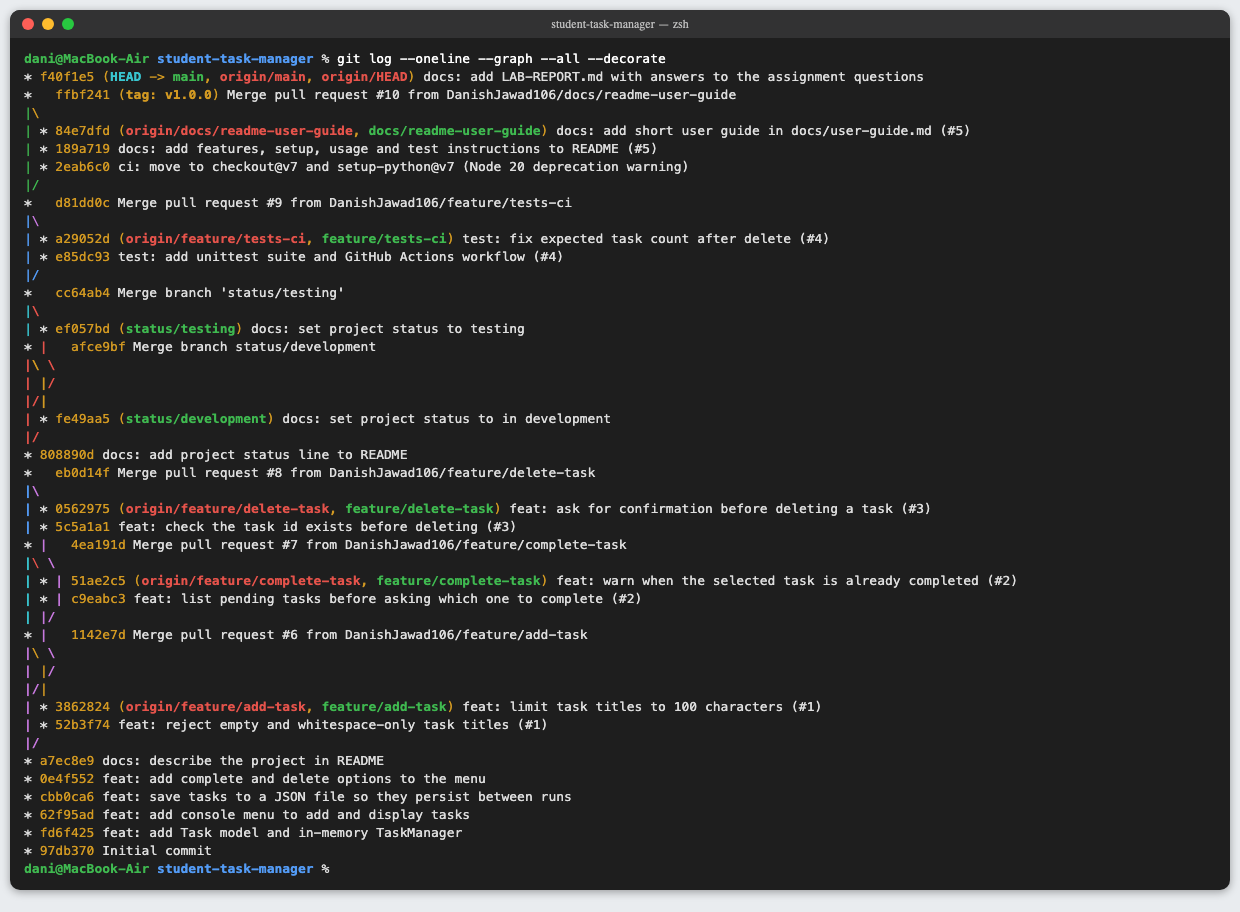 student-task-manager — zsh
dani@MacBook-Air student-task-manager % git log --oneline --graph --all --decorate
* f40f1e5 (HEAD -> main, origin/main, origin/HEAD) docs: add LAB-REPORT.md with answers to the assignment questions
*   ffbf241 (tag: v1.0.0) Merge pull request #10 from DanishJawad106/docs/readme-user-guide
|\
| * 84e7dfd (origin/docs/readme-user-guide, docs/readme-user-guide) docs: add short user guide in docs/user-guide.md (#5)
| * 189a719 docs: add features, setup, usage and test instructions to README (#5)
| * 2eab6c0 ci: move to checkout@v7 and setup-python@v7 (Node 20 deprecation warning)
|/
*   d81dd0c Merge pull request #9 from DanishJawad106/feature/tests-ci
|\
| * a29052d (origin/feature/tests-ci, feature/tests-ci) test: fix expected task count after delete (#4)
| * e85dc93 test: add unittest suite and GitHub Actions workflow (#4)
|/
*   cc64ab4 Merge branch 'status/testing'
|\
| * ef057bd (status/testing) docs: set project status to testing
* |   afce9bf Merge branch status/development
|\ \
| |/
|/|
| * fe49aa5 (status/development) docs: set project status to in development
|/
* 808890d docs: add project status line to README
*   eb0d14f Merge pull request #8 from DanishJawad106/feature/delete-task
|\
| * 0562975 (origin/feature/delete-task, feature/delete-task) feat: ask for confirmation before deleting a task (#3)
| * 5c5a1a1 feat: check the task id exists before deleting (#3)
* |   4ea191d Merge pull request #7 from DanishJawad106/feature/complete-task
|\ \
| * | 51ae2c5 (origin/feature/complete-task, feature/complete-task) feat: warn when the selected task is already completed (#2)
| * | c9eabc3 feat: list pending tasks before asking which one to complete (#2)
| |/
* |   1142e7d Merge pull request #6 from DanishJawad106/feature/add-task
|\ \
| |/
|/|
| * 3862824 (origin/feature/add-task, feature/add-task) feat: limit task titles to 100 characters (#1)
| * 52b3f74 feat: reject empty and whitespace-only task titles (#1)
|/
* a7ec8e9 docs: describe the project in README
* 0e4f552 feat: add complete and delete options to the menu
* cbb0ca6 feat: save tasks to a JSON file so they persist between runs
* 62f95ad feat: add console menu to add and display tasks
* fd6f425 feat: add Task model and in-memory TaskManager
* 97db370 Initial commit
dani@MacBook-Air student-task-manager %